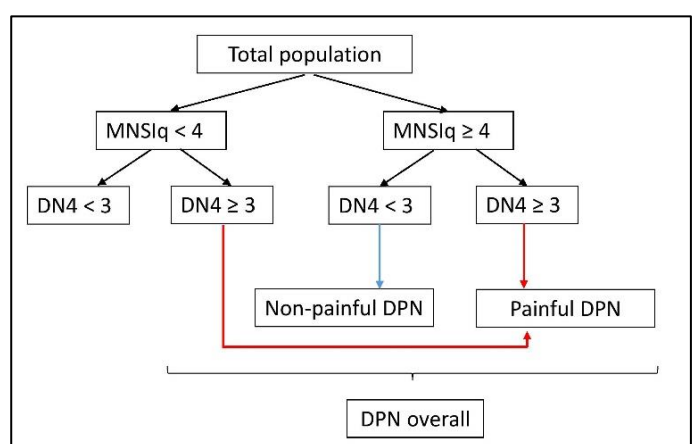 Total population
MNSIq < 4
MNSIq ≥ 4
DN4 < 3
DN4 ≥ 3
DN4 < 3
DN4 ≥ 3
Non-painful DPN
Painful DPN
DPN overall